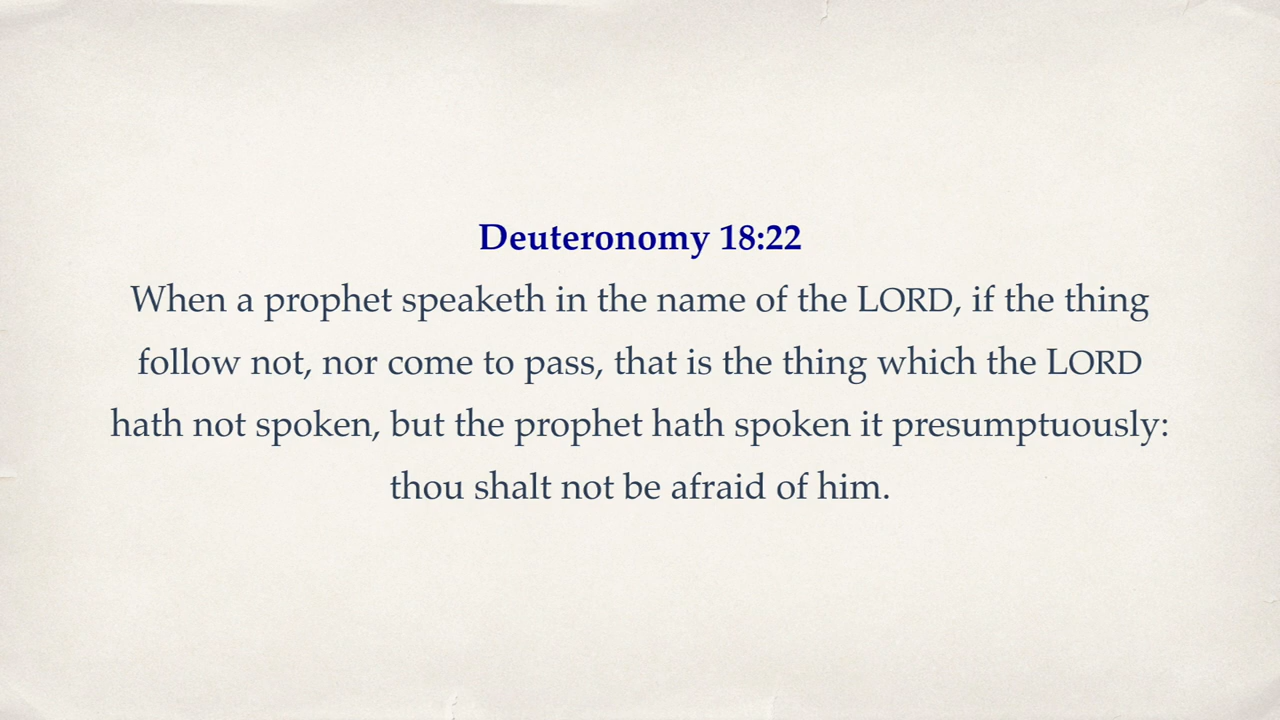 Deuteronomy 18:22
When a prophet speaketh in the name of the LORD, if the thing
follow not, nor come to pass, that is the thing which the LORD
hath not spoken, but the prophet hath spoken it presumptuously:
thou shalt not be afraid of him.